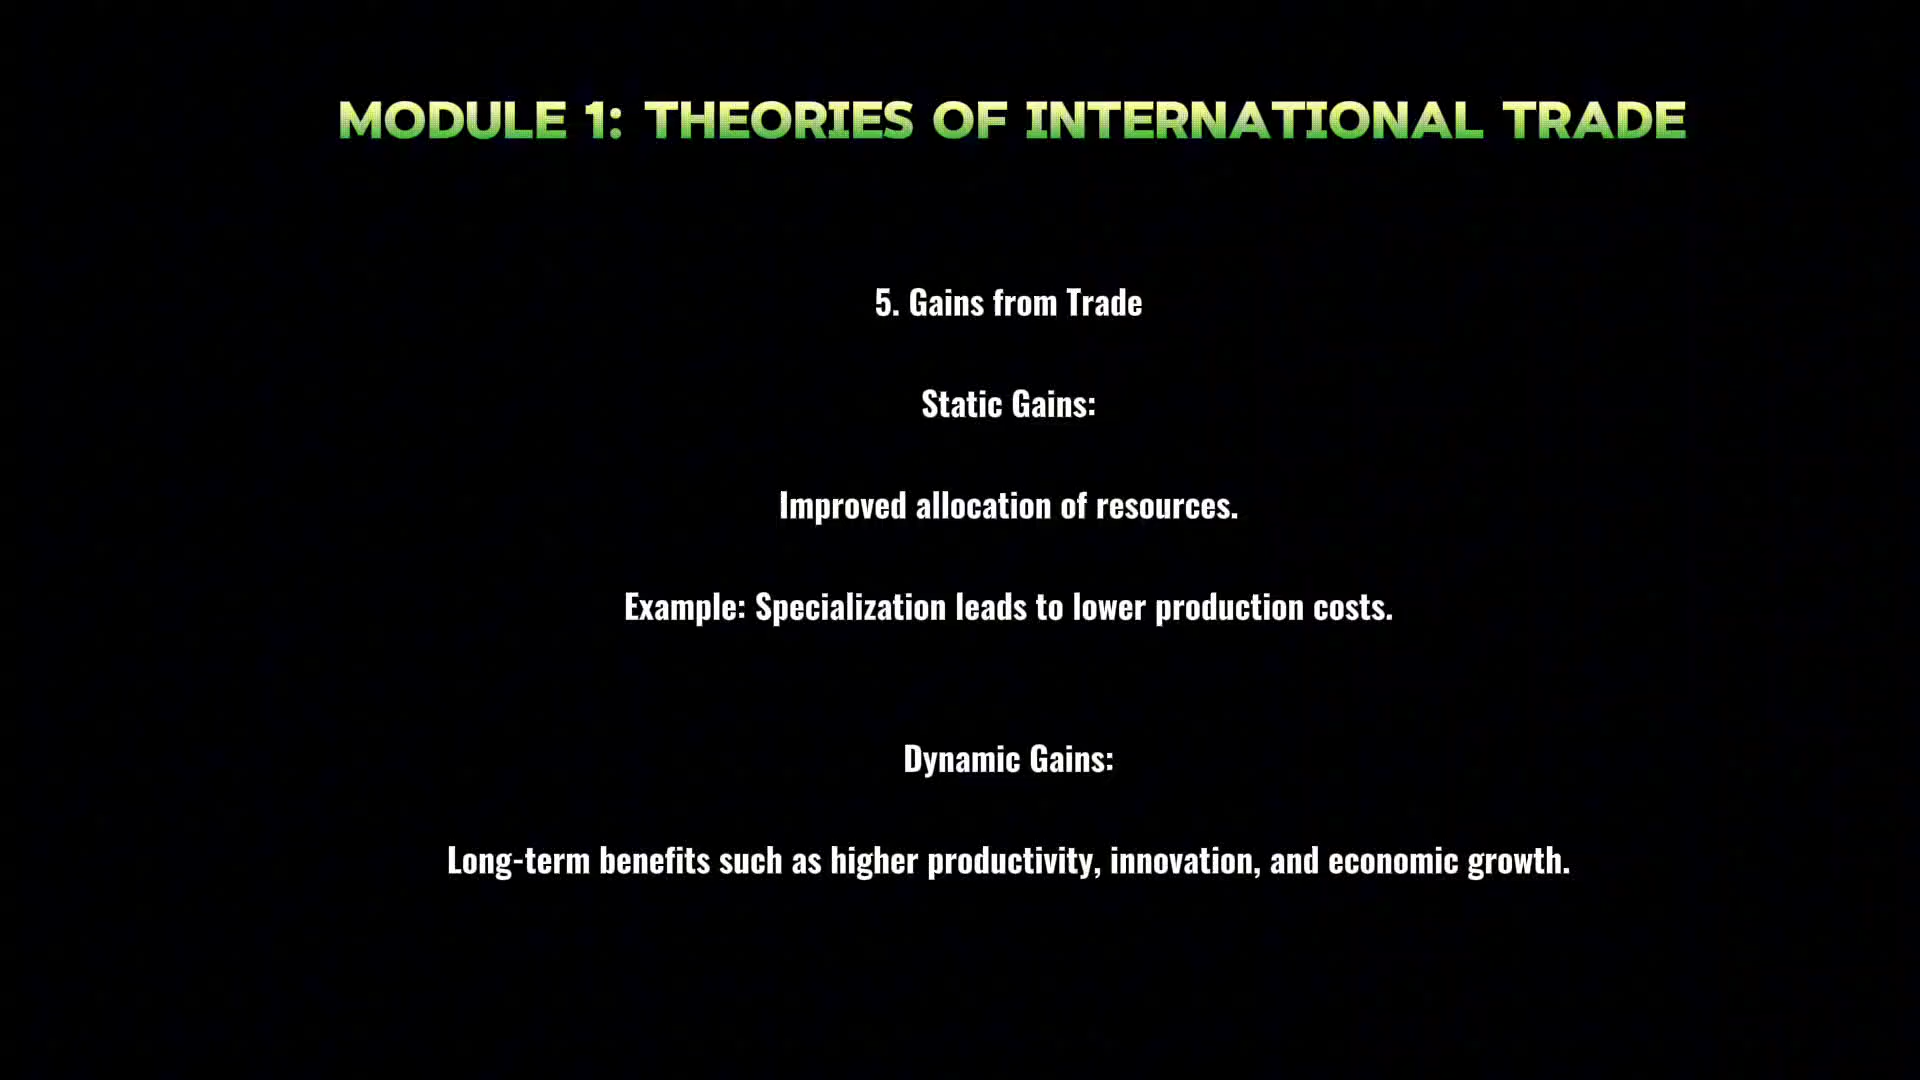 MODULE 1: THEORIES OF INTERNATIONAL TRADE
5. Gains from Trade
Static Gains:
Improved allocation of resources.
Example: Specialization leads to lower production costs.
Dynamic Gains:
Long-term benefits such as higher productivity, innovation, and economic growth.